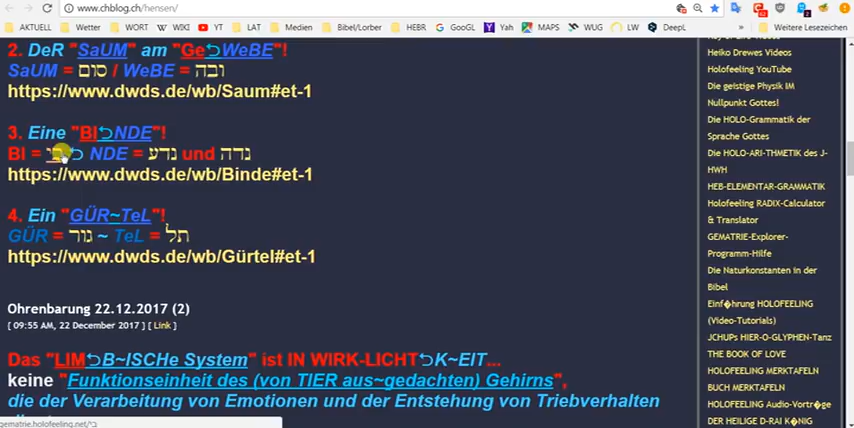 www.chblog.ch/hensen/
AKTUELL Wetter WORT WIKI YT LAT Medien Bibel/Lorber HEBR GR GooGL Yah MAPS WUG LW DeepL Weitere Lesezeichen
2. DeR "SaUM" am "Ge⮌WeBE"!
SaUM = סום / WeBE = ובה
https://www.dwds.de/wb/Saum#et-1
3. Eine "BI⮌NDE"!
BI = בי ⮌ NDE = נדע und נדה
https://www.dwds.de/wb/Binde#et-1
4. Ein "GÜR~TeL"!
GÜR = גור ~ TeL = תל
https://www.dwds.de/wb/Gürtel#et-1
Ohrenbarung 22.12.2017 (2)
[ 09:55 AM, 22 December 2017 ] [ Link ]
Das "LIM⮌B~ISCHe System" ist IN WIRK-LICHT⮌K~EIT...
keine "Funktionseinheit des (von TIER aus~gedachten) Gehirns",
die der Verarbeitung von Emotionen und der Entstehung von Triebverhalten
gematrie.holofeeling.net/בי
Heiko Drewes Videos
Holofeeling YouTube
Die geistige Physik IM
Nullpunkt Gottes!
Die HOLO-Grammatik der
Sprache Gottes
Die HOLO-ARI-THMETIK des J-
HWH
HEB-ELEMENTAR-GRAMMATIK
Holofeeling RADIX-Calculator
& Translator
GEMATRIE-Explorer-
Programm-Hilfe
Die Naturkonstanten in der
Bibel
Einf�hrung HOLOFEELING
(Video-Tutorials)
JCHUPs HIER-O-GLYPHEN-Tanz
THE BOOK OF LOVE
HOLOFEELING MERKTAFELN
BUCH MERKTAFELN
HOLOFEELING Audio-Vortr�ge
DER HEILIGE D-RAI K�NIG